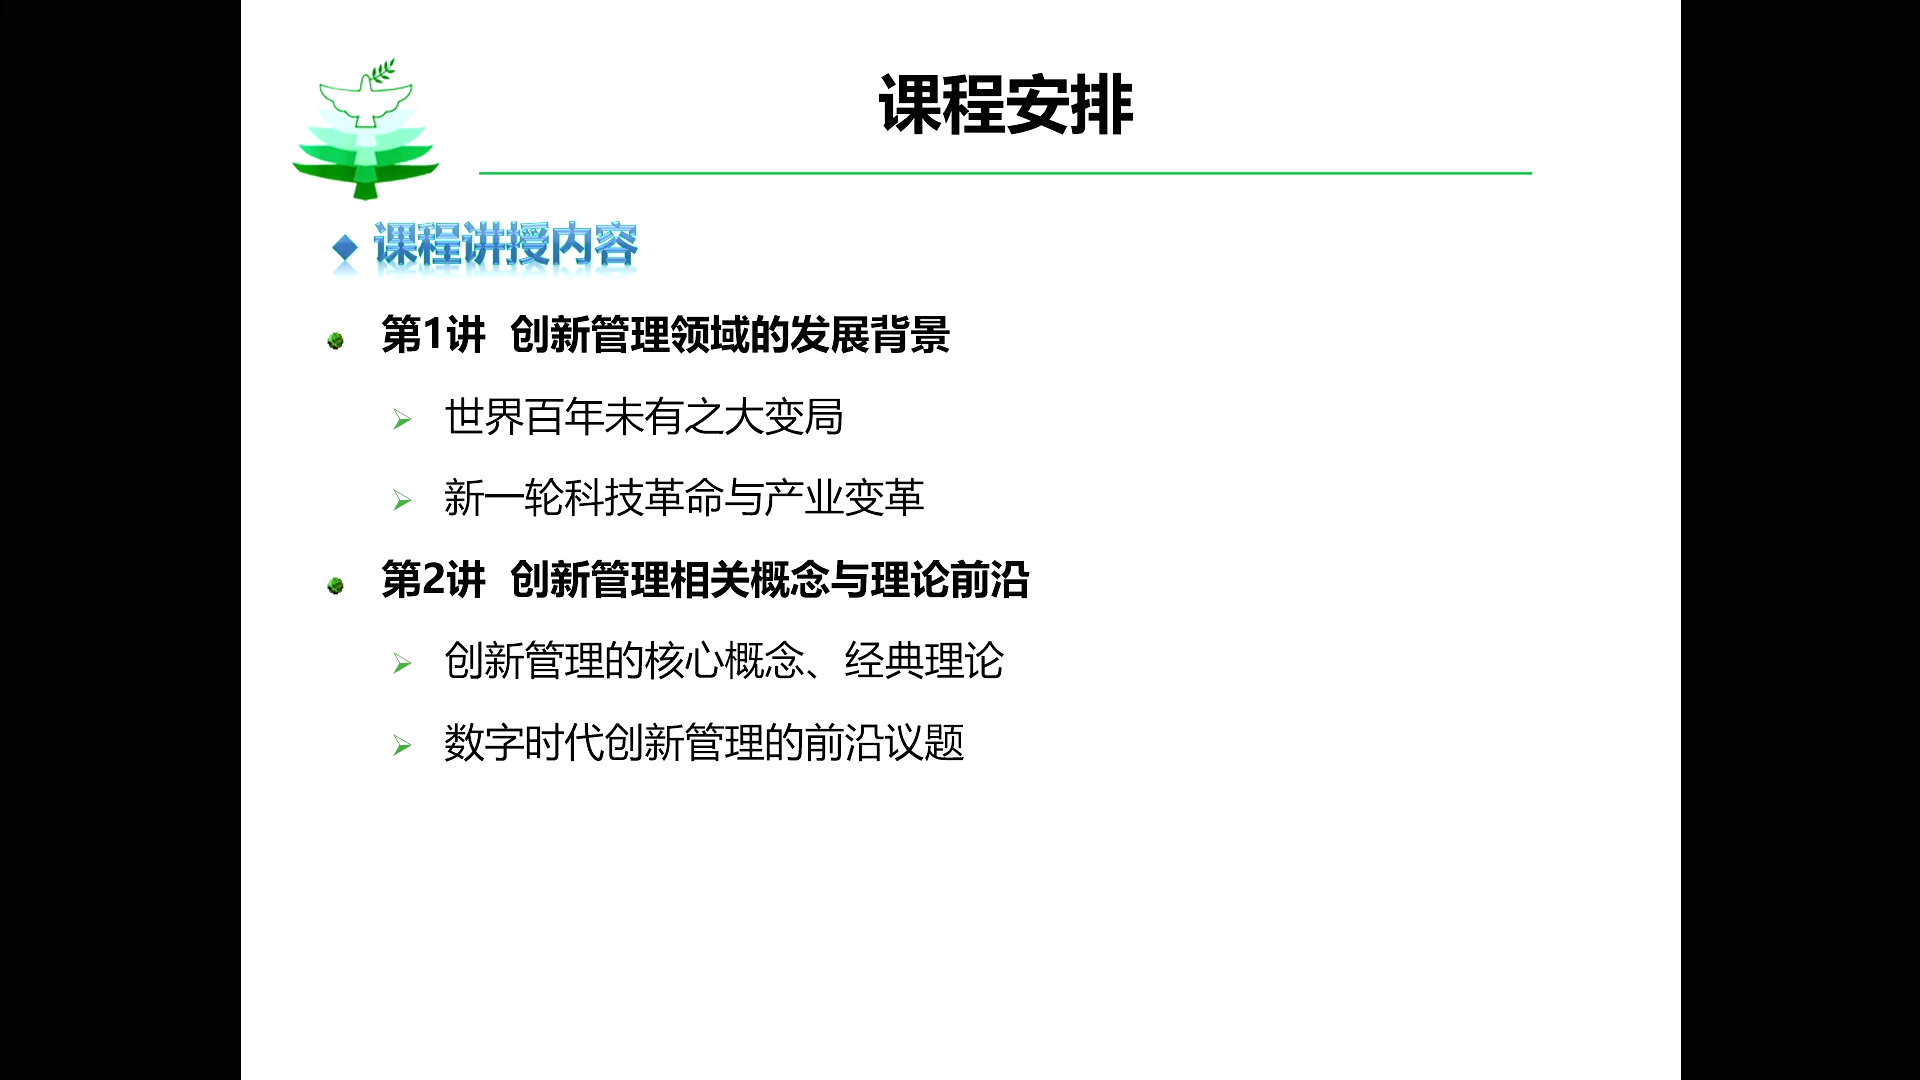 课程安排
课程讲授内容
第1讲 创新管理领域的发展背景
世界百年未有之大变局
新一轮科技革命与产业变革
第2讲 创新管理相关概念与理论前沿
创新管理的核心概念、经典理论
数字时代创新管理的前沿议题